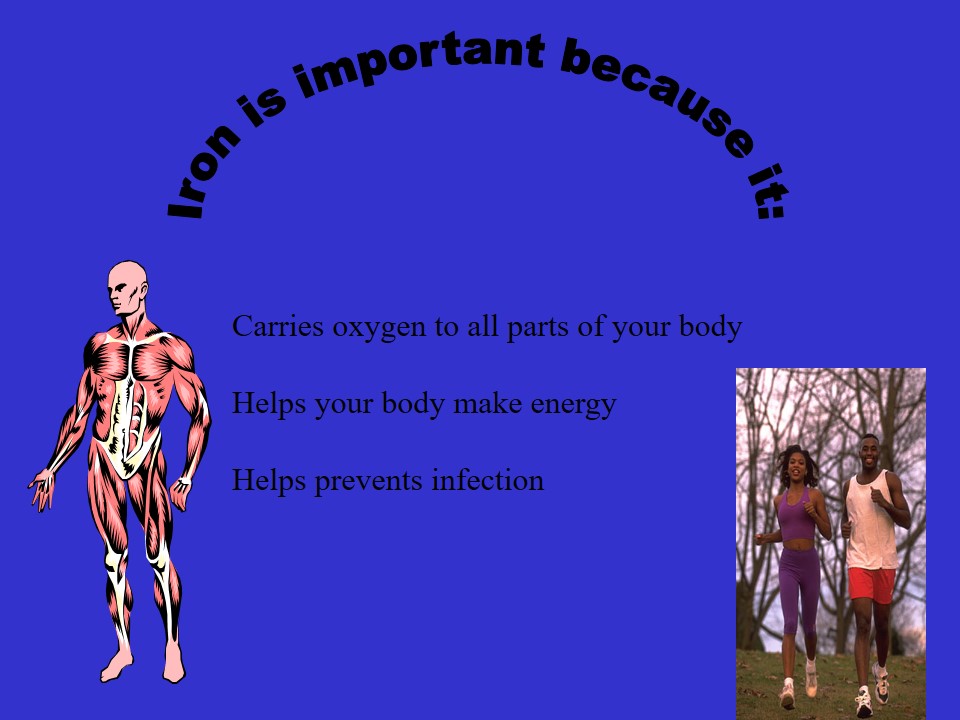 Iron is important because it:
Carries oxygen to all parts of your body
Helps your body make energy
Helps prevents infection